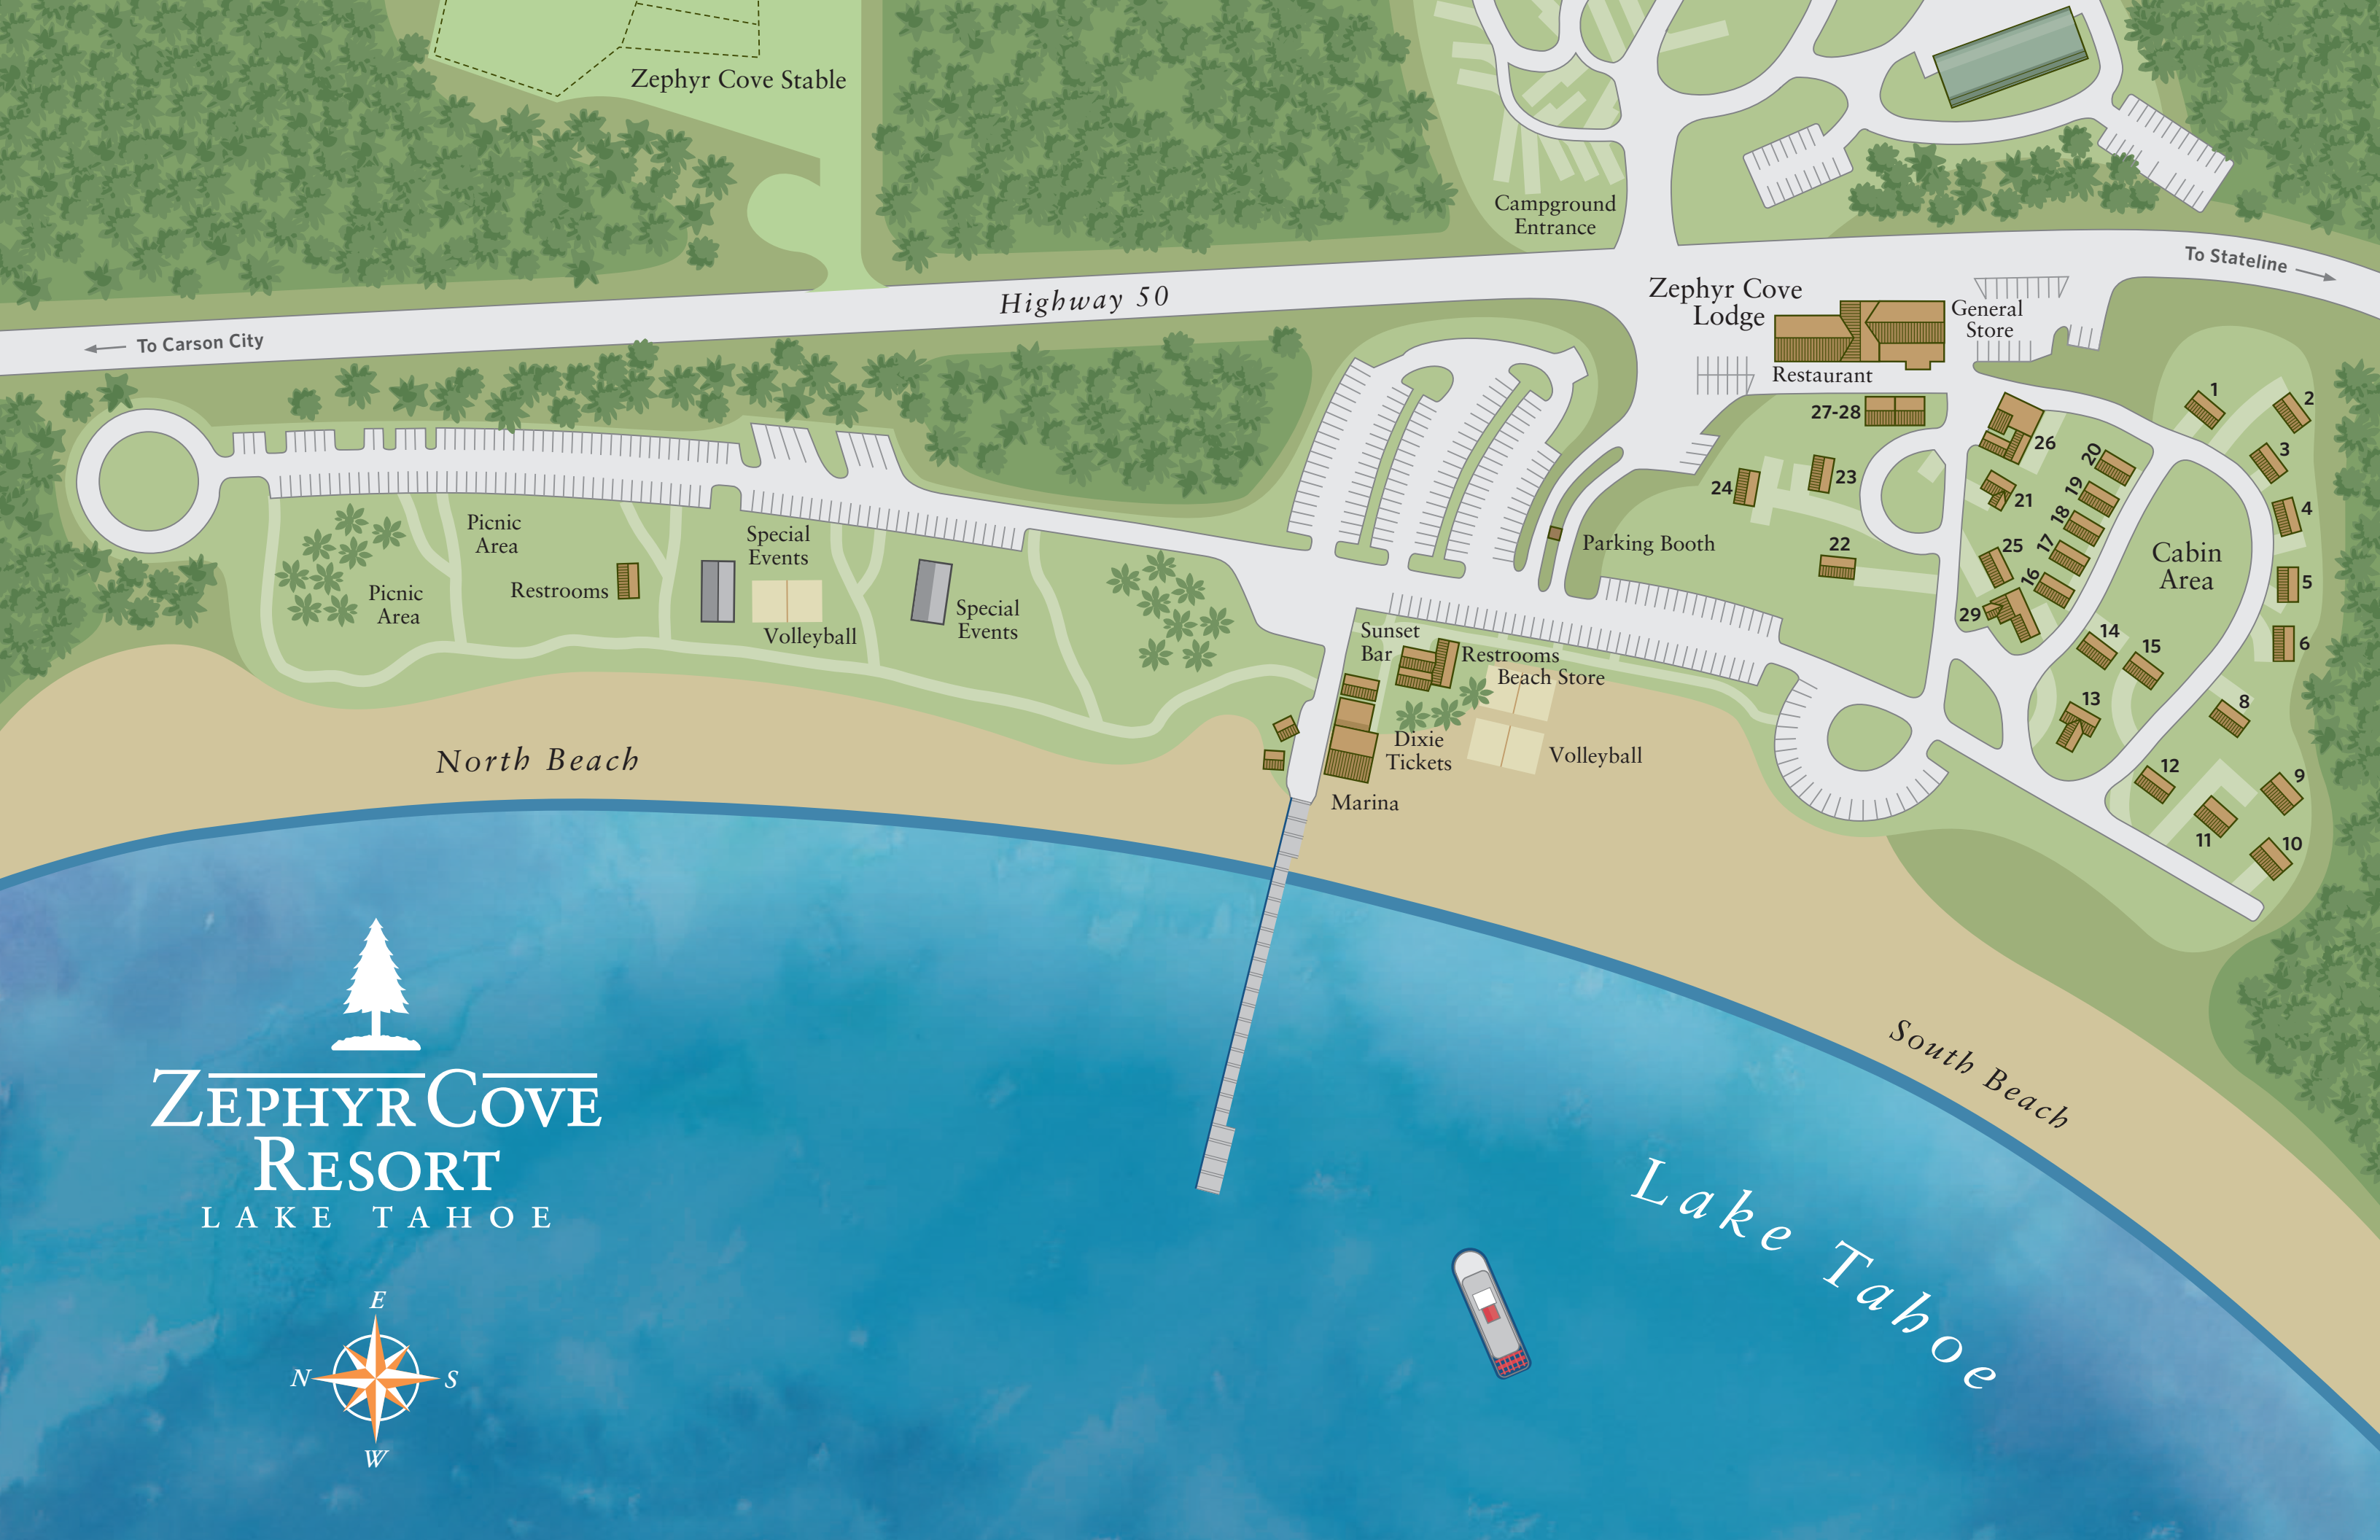 Zephyr Cove Stable
Campground
Entrance
To Stateline
Highway 50
To Carson City
Zephyr Cove
Lodge
General
Store
Restaurant
27-28
1
2
3
4
5
6
8
9
10
11
12
13
14
15
16
17
18
19
20
21
22
23
24
25
26
29
Cabin
Area
Parking Booth
Picnic
Area
Picnic
Area
Restrooms
Special
Events
Volleyball
Special
Events
Sunset
Bar
Restrooms
Beach Store
Dixie
Tickets
Volleyball
Marina
North Beach
South Beach
Lake Tahoe
ZEPHYR COVE
RESORT
LAKE TAHOE
E
N
S
W